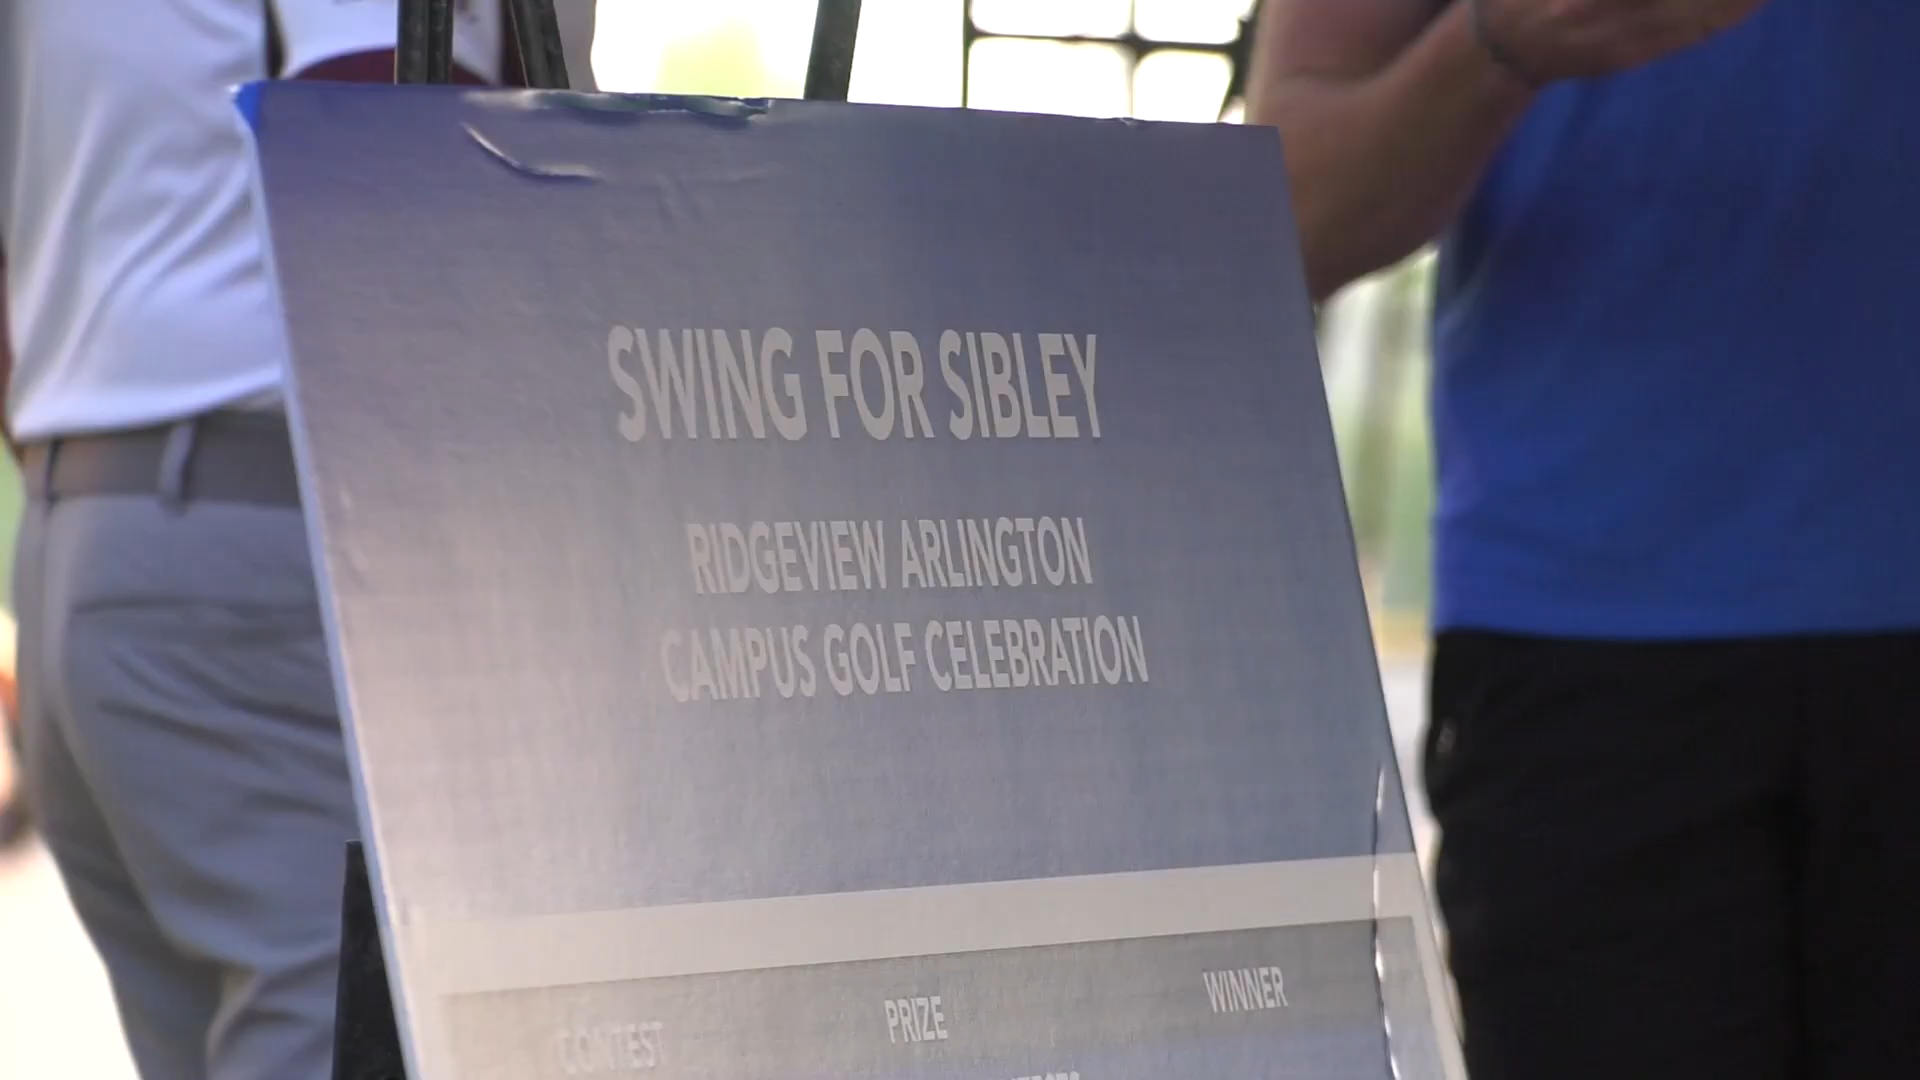 SWING FOR SIBLEY
RIDGEVIEW ARLINGTON
CAMPUS GOLF CELEBRATION
CONTEST PRIZE WINNER